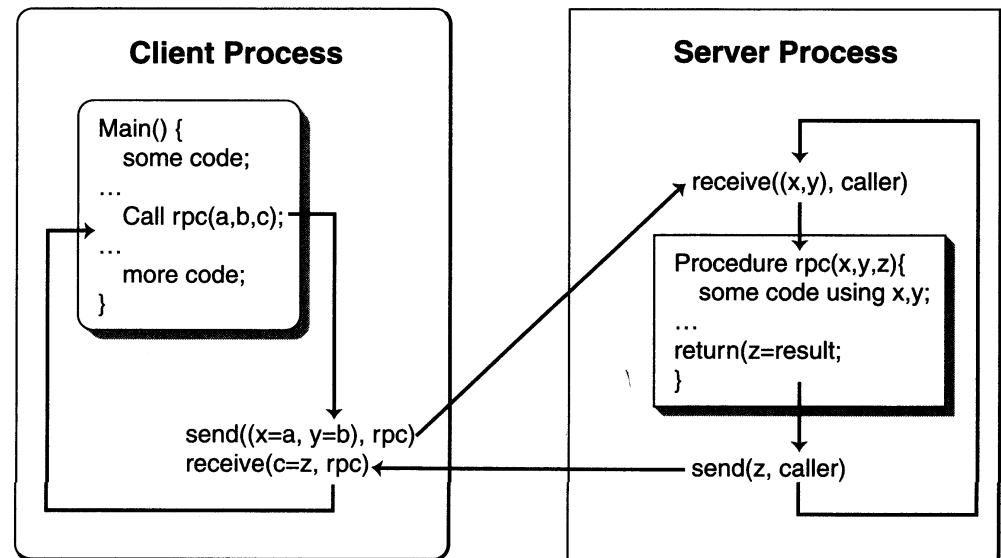 Client Process
Main() {
some code;
...
Call rpc(a,b,c);
...
more code;
}
send((x=a, y=b), rpc)
receive(c=z, rpc)
Server Process
receive((x,y), caller)
Procedure rpc(x,y,z){
some code using x,y;
...
return(z=result;
}
send(z, caller)